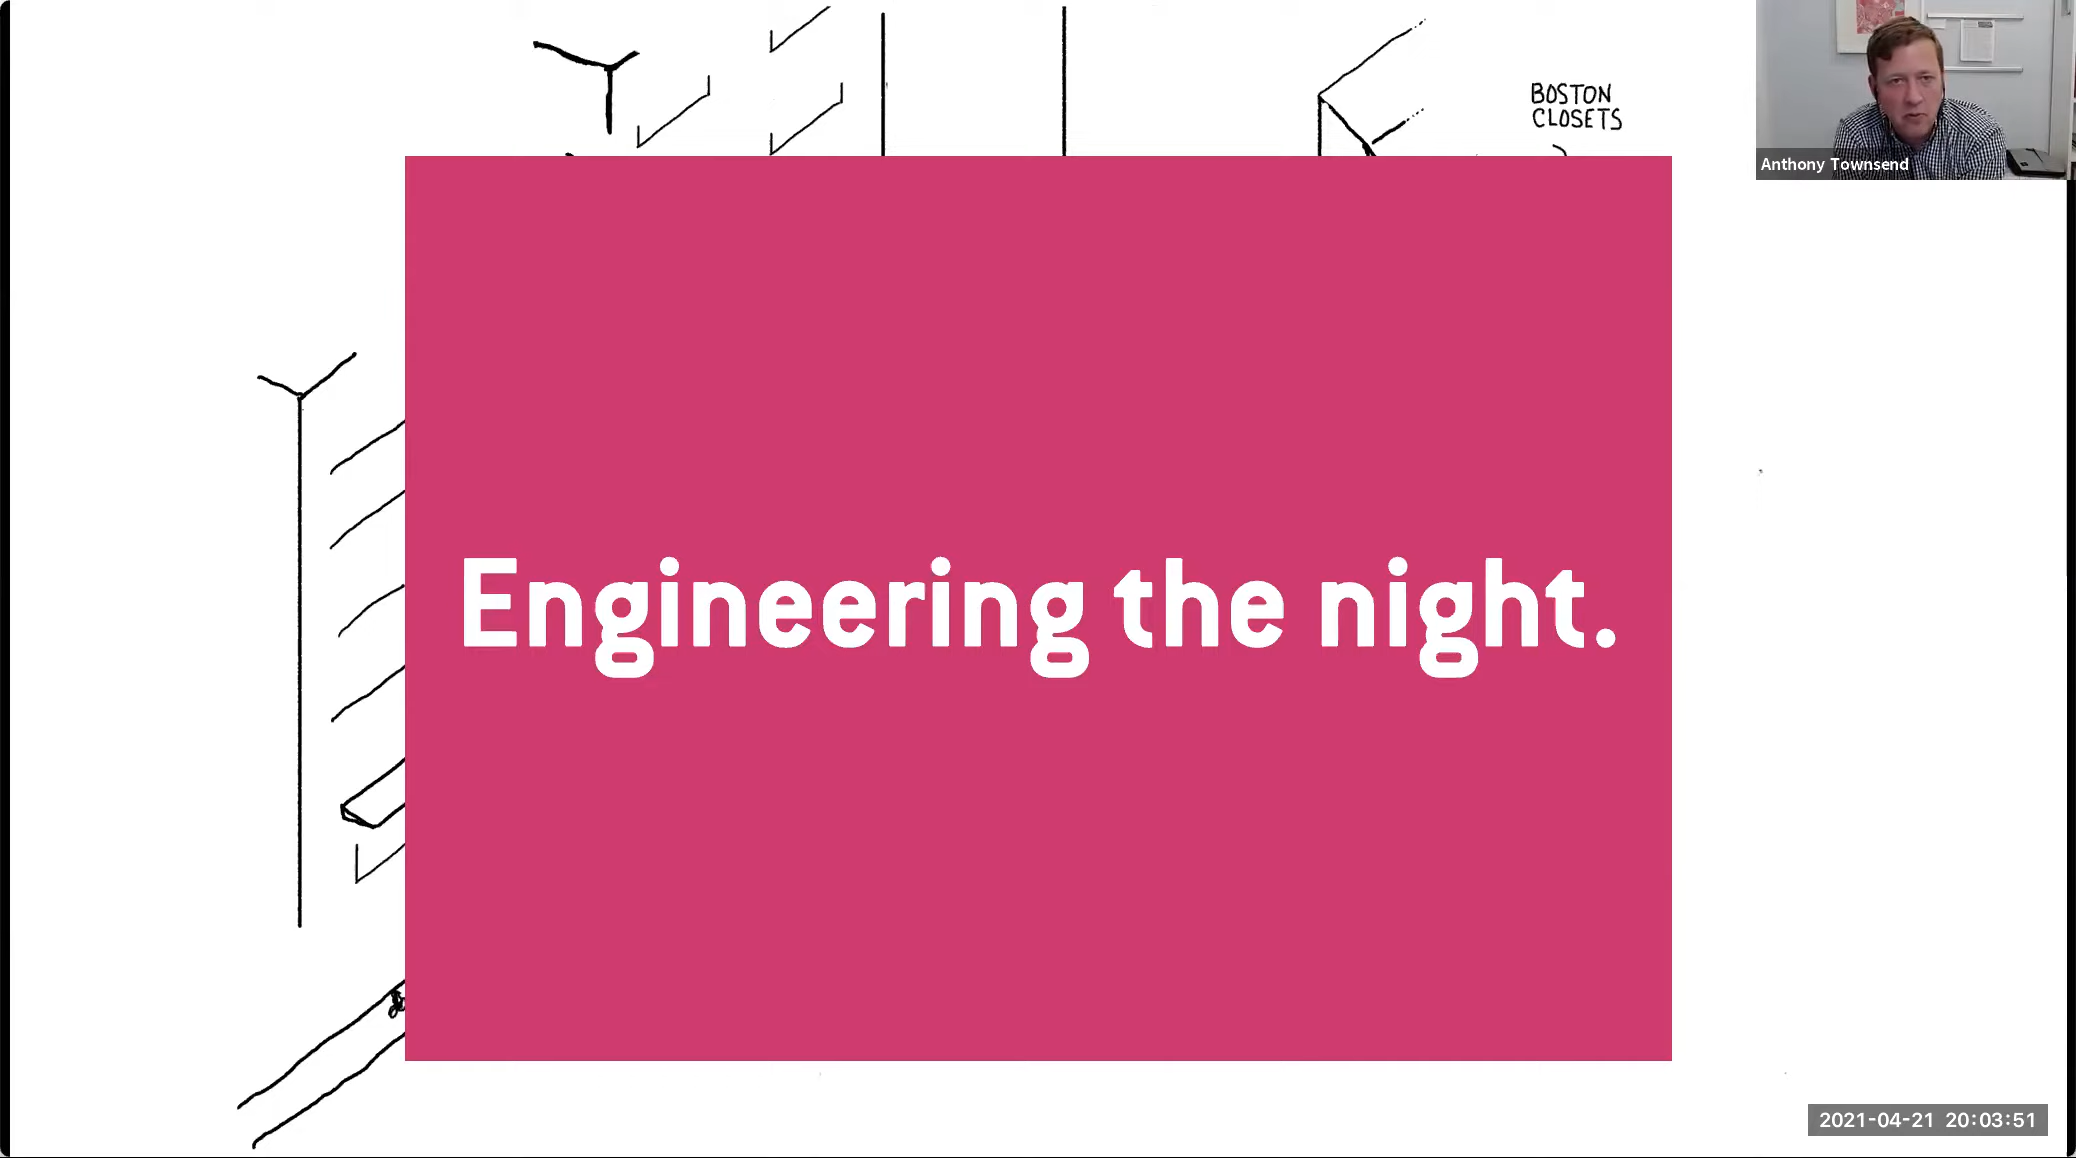 BOSTON
CLOSETS
Anthony Townsend
Engineering the night.
2021-04-21 20:03:51